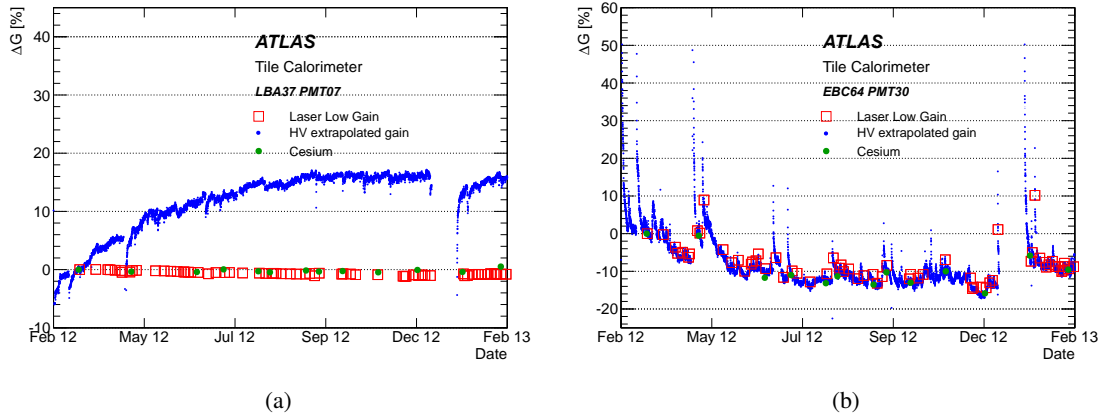 ΔG [%]
40
30
20
10
0
-10
ATLAS
Tile Calorimeter
LBA37 PMT07
Laser Low Gain
HV extrapolated gain
Cesium
Feb 12 May 12 Jul 12 Sep 12 Dec 12 Feb 13
Date
(a)
ΔG [%]
60
50
40
30
20
10
0
-10
-20
ATLAS
Tile Calorimeter
EBC64 PMT30
Laser Low Gain
HV extrapolated gain
Cesium
Feb 12 May 12 Jul 12 Sep 12 Dec 12 Feb 13
Date
(b)